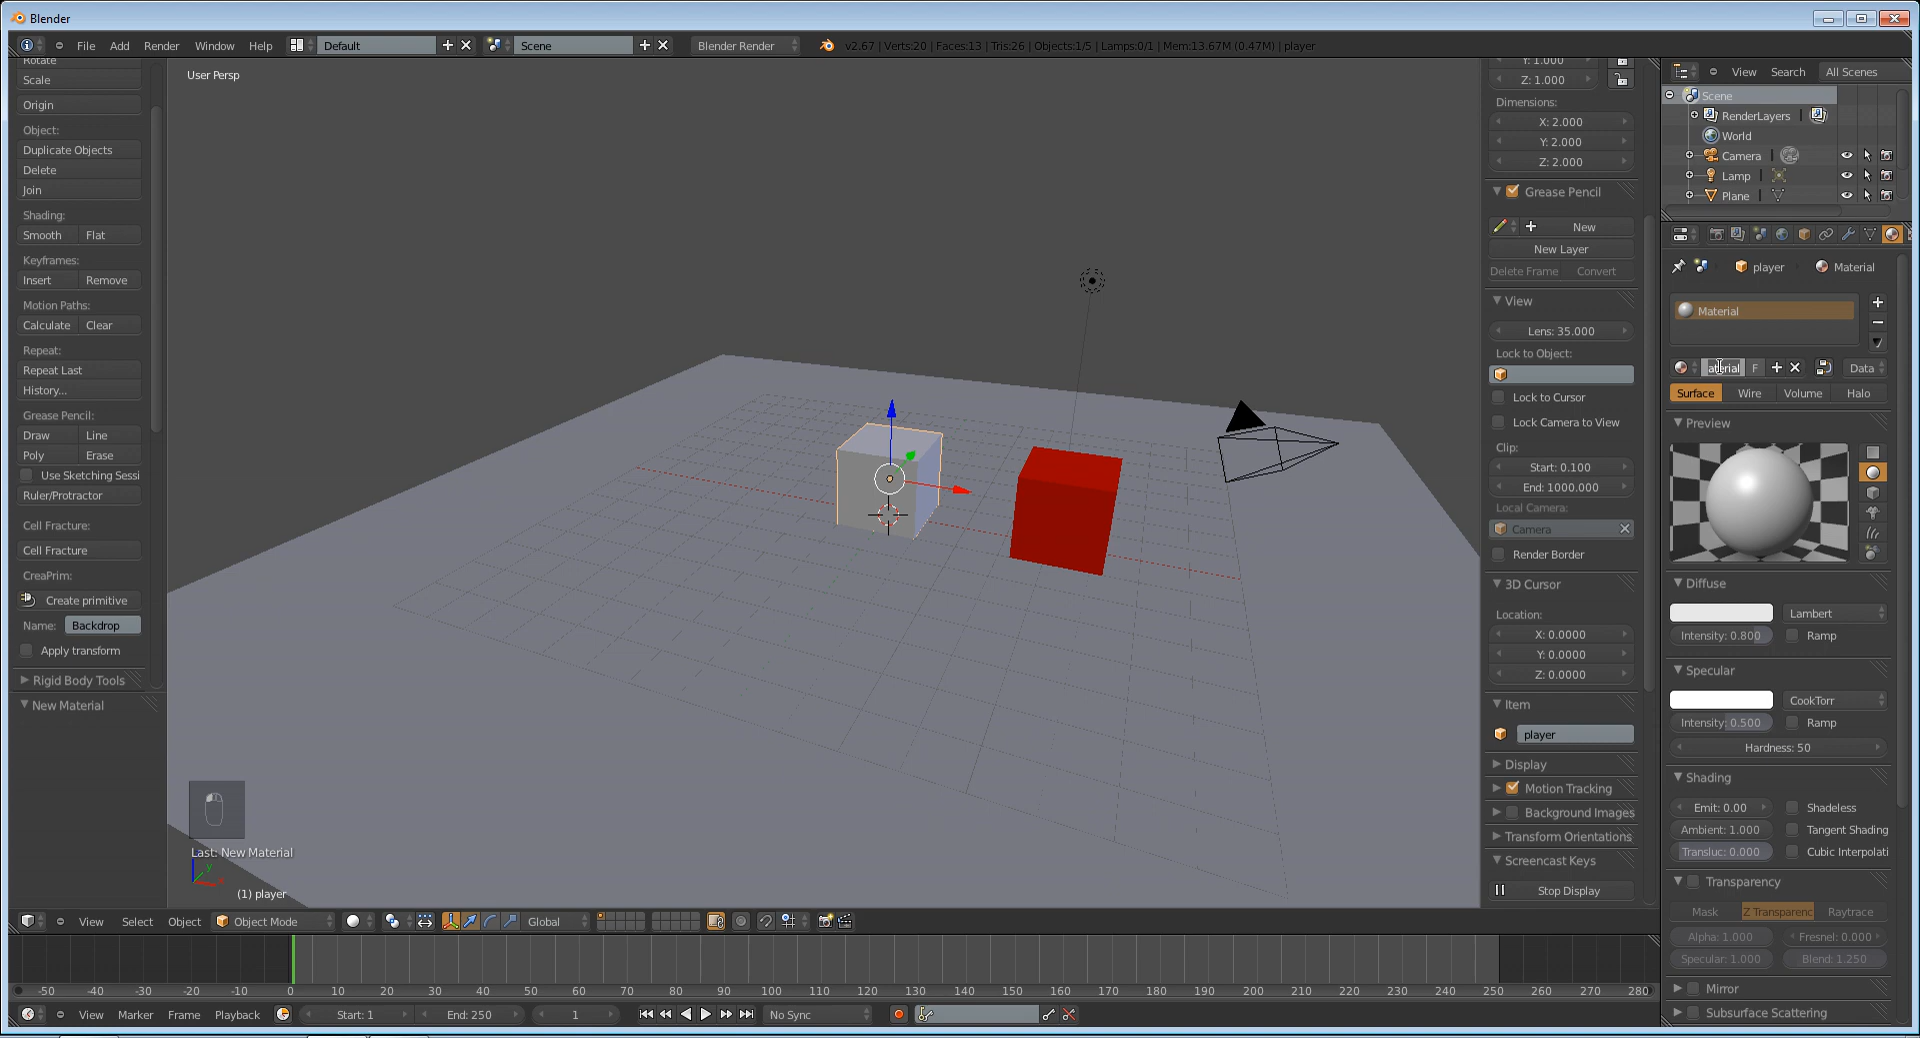 Blender
File Add Render Window Help Default Scene Blender Render v2.67 | Verts:20 | Faces:13 | Tris:26 | Objects:1/5 | Lamps:0/1 | Mem:13.67M (0.47M) | player
Rotate
Scale
Origin
Object:
Duplicate Objects
Delete
Join
Shading:
Smooth Flat
Keyframes:
Insert Remove
Motion Paths:
Calculate Clear
Repeat:
Repeat Last
History...
Grease Pencil:
Draw Line
Poly Erase
Use Sketching Sessi
Ruler/Protractor
Cell Fracture:
Cell Fracture
CreaPrim:
Create primitive
Name: Backdrop
Apply transform
Rigid Body Tools
New Material
User Persp
Last: New Material
y
(1) player
Y: 1.000
Z: 1.000
Dimensions:
X: 2.000
Y: 2.000
Z: 2.000
Grease Pencil
New
New Layer
Delete Frame Convert
View
Lens: 35.000
Lock to Object:
Lock to Cursor
Lock Camera to View
Clip:
Start: 0.100
End: 1000.000
Local Camera:
Camera
Render Border
3D Cursor
Location:
X: 0.0000
Y: 0.0000
Z: 0.0000
Item
player
Display
Motion Tracking
Background Images
Transform Orientations
Screencast Keys
Stop Display
View Search All Scenes
Scene
RenderLayers
World
Camera
Lamp
Plane
player Material
Material
aterial F Data
Surface Wire Volume Halo
Preview
Diffuse
Lambert
Intensity: 0.800 Ramp
Specular
CookTorr
Intensity: 0.500 Ramp
Hardness: 50
Shading
Emit: 0.00 Shadeless
Ambient: 1.000 Tangent Shading
Transluc: 0.000 Cubic Interpolati
Transparency
Mask Z Transparenc Raytrace
Alpha: 1.000 Fresnel: 0.000
Specular: 1.000 Blend: 1.250
Mirror
Subsurface Scattering
View Select Object Object Mode Global
-50 -40 -30 -20 -10 0 10 20 30 40 50 60 70 80 90 100 110 120 130 140 150 160 170 180 190 200 210 220 230 240 250 260 270 280
View Marker Frame Playback Start: 1 End: 250 1 No Sync